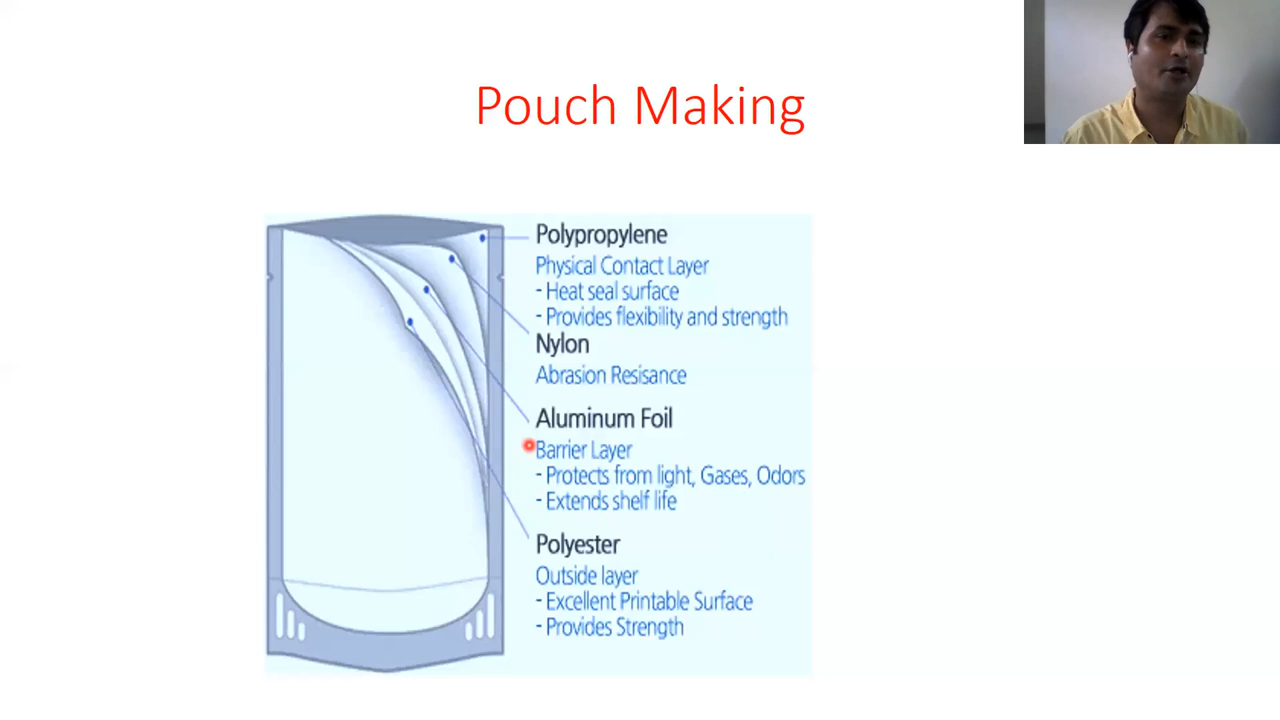 Pouch Making
Polypropylene
Physical Contact Layer
- Heat seal surface
- Provides flexibility and strength
Nylon
Abrasion Resisance
Aluminum Foil
Barrier Layer
- Protects from light, Gases, Odors
- Extends shelf life
Polyester
Outside layer
- Excellent Printable Surface
- Provides Strength